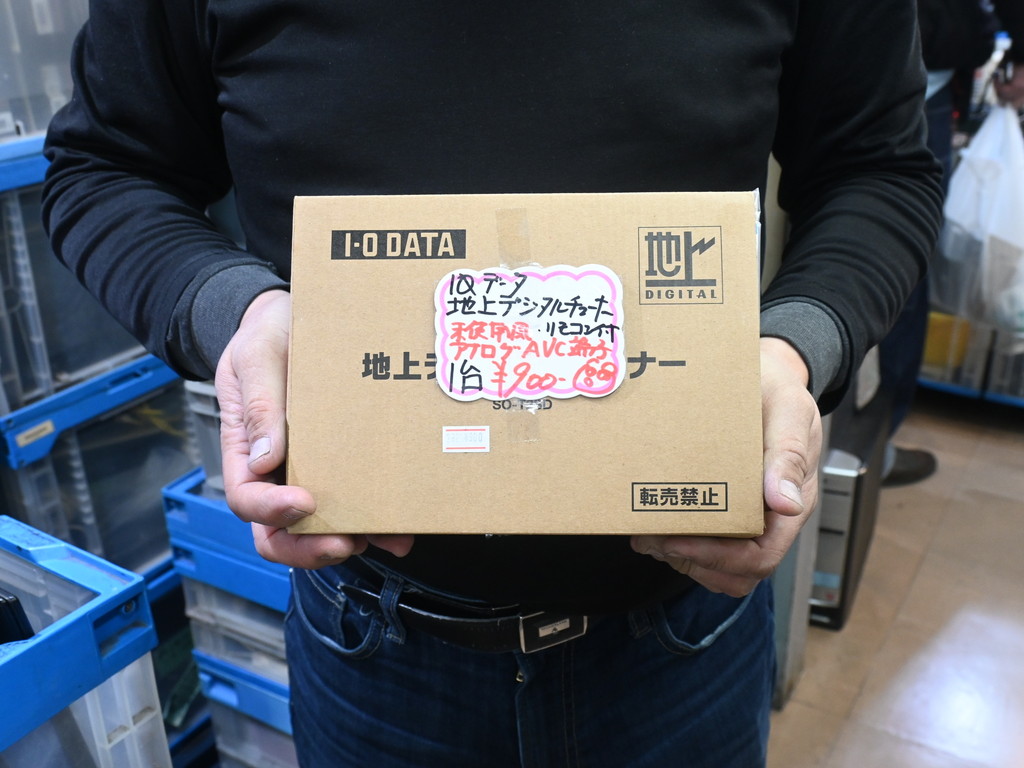 I-O DATA
地上
DIGITAL
IOデータ
地上デジタルチューナー
未使用品・リモコン付
アナログAVC端子
1台 ¥900-
地上デ
ナー
転売禁止